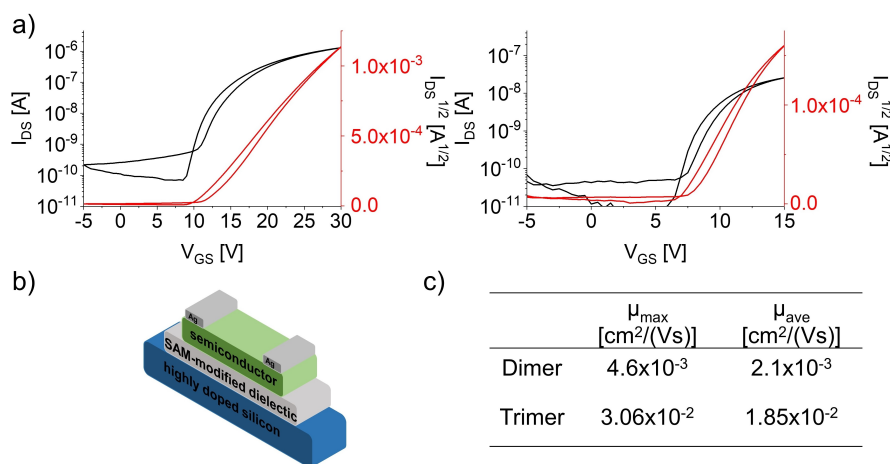 a)
10⁻⁶
10⁻⁷
10⁻⁸
10⁻⁹
10⁻¹⁰
10⁻¹¹
I_DS [A]
-5 0 5 10 15 20 25 30
V_GS [V]
1.0x10⁻³
5.0x10⁻⁴
0.0
I_DS^1/2 [A^1/2]
10⁻⁶
10⁻⁷
10⁻⁸
10⁻⁹
10⁻¹⁰
10⁻¹¹
I_DS [A]
-5 0 5 10 15
V_GS [V]
1.0x10⁻⁴
0.0
I_DS^1/2 [A^1/2]
b)
Ag
Ag
semiconductor
SAM-modified dielectric
highly doped silicon
c)
μ_max μ_ave
[cm²/(Vs)] [cm²/(Vs)]
Dimer 4.6x10⁻³ 2.1x10⁻³
Trimer 3.06x10⁻² 1.85x10⁻²